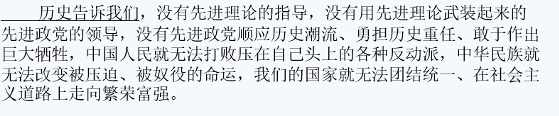 历史告诉我们，没有先进理论的指导，没有用先进理论武装起来的
先进政党的领导，没有先进政党顺应历史潮流、勇担历史重任、敢于作出
巨大牺牲，中国人民就无法打败压在自己头上的各种反动派，中华民族就
无法改变被压迫、被奴役的命运，我们的国家就无法团结统一、在社会主
义道路上走向繁荣富强。